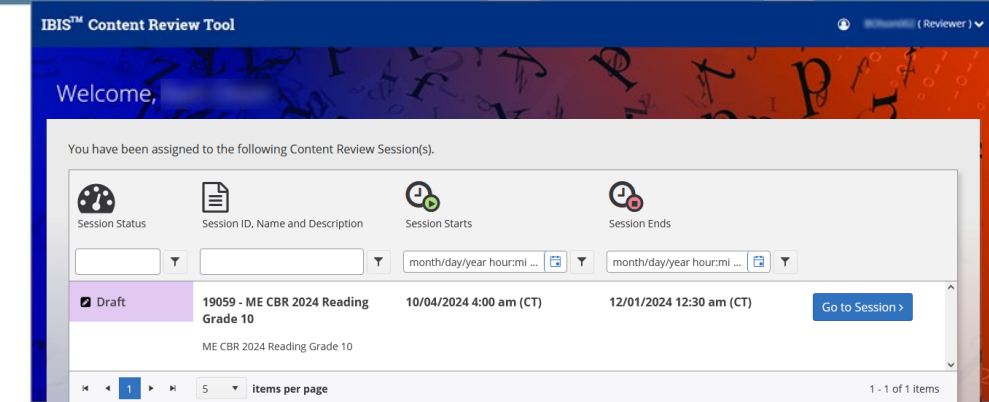 IBIS™ Content Review Tool
( Reviewer )
Welcome,
You have been assigned to the following Content Review Session(s).
Session Status
Session ID, Name and Description
Session Starts
Session Ends
month/day/year hour:mi ...
month/day/year hour:mi ...
Draft
19059 - ME CBR 2024 Reading
Grade 10
10/04/2024 4:00 am (CT)
12/01/2024 12:30 am (CT)
Go to Session ›
ME CBR 2024 Reading Grade 10
1
5
items per page
1 - 1 of 1 items